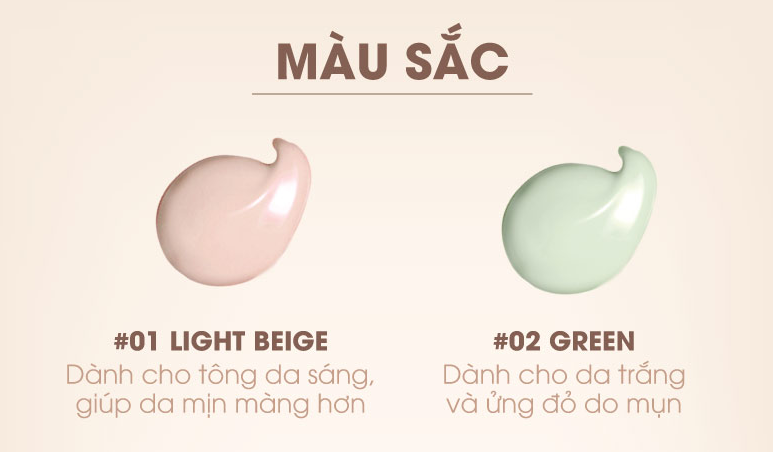 MÀU SẮC
#01 LIGHT BEIGE
Dành cho tông da sáng,
giúp da mịn màng hơn
#02 GREEN
Dành cho da trắng
và ửng đỏ do mụn